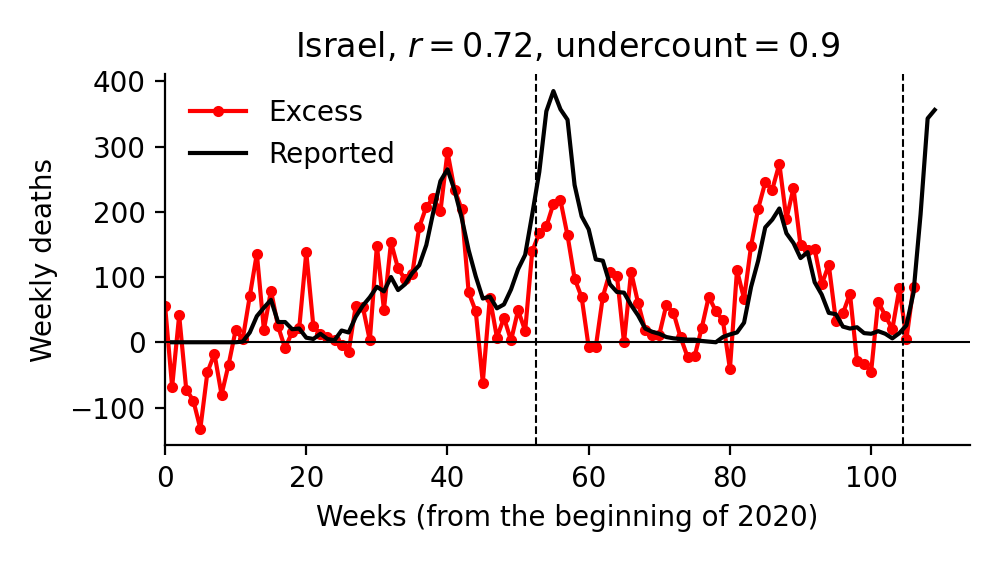 Israel, r = 0.72, undercount = 0.9
Excess
Reported
Weekly deaths
400
300
200
100
0
−100
0 20 40 60 80 100
Weeks (from the beginning of 2020)